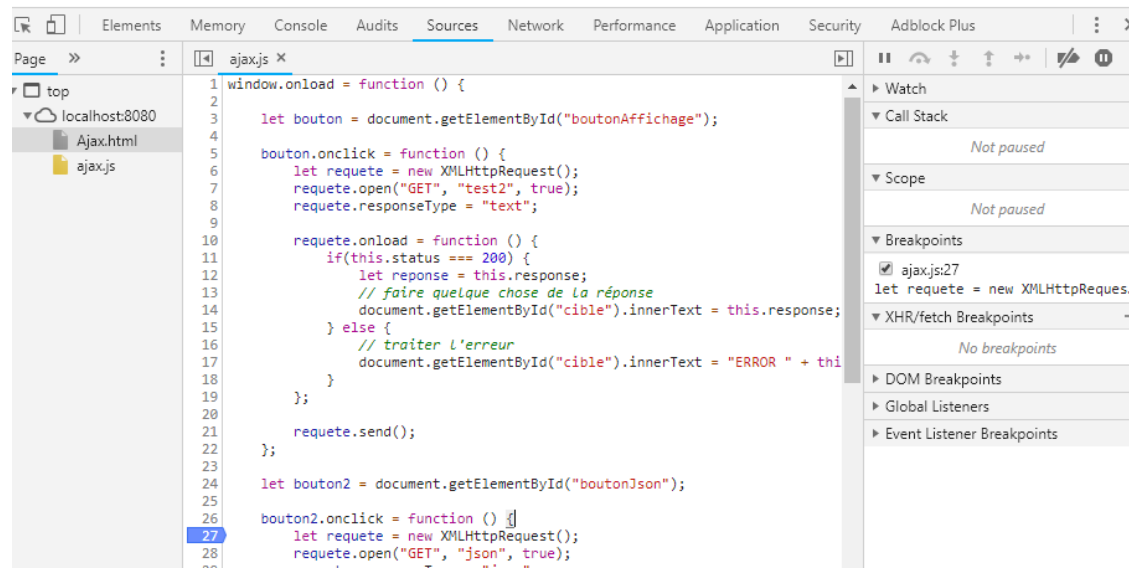 Elements Memory Console Audits Sources Network Performance Application Security Adblock Plus
Page »
ajax.js ×
top
localhost:8080
Ajax.html
ajax.js
1 window.onload = function () {
2
3 let bouton = document.getElementById("boutonAffichage");
4
5 bouton.onclick = function () {
6 let requete = new XMLHttpRequest();
7 requete.open("GET", "test2", true);
8 requete.responseType = "text";
9
10 requete.onload = function () {
11 if(this.status === 200) {
12 let reponse = this.response;
13 // faire quelque chose de la réponse
14 document.getElementById("cible").innerText = this.response;
15 } else {
16 // traiter l'erreur
17 document.getElementById("cible").innerText = "ERROR " + thi
18 }
19 };
20
21 requete.send();
22 };
23
24 let bouton2 = document.getElementById("boutonJson");
25
26 bouton2.onclick = function () {
27 let requete = new XMLHttpRequest();
28 requete.open("GET", "json", true);
Watch
Call Stack
Not paused
Scope
Not paused
Breakpoints
ajax.js:27
let requete = new XMLHttpReques
XHR/fetch Breakpoints
No breakpoints
DOM Breakpoints
Global Listeners
Event Listener Breakpoints